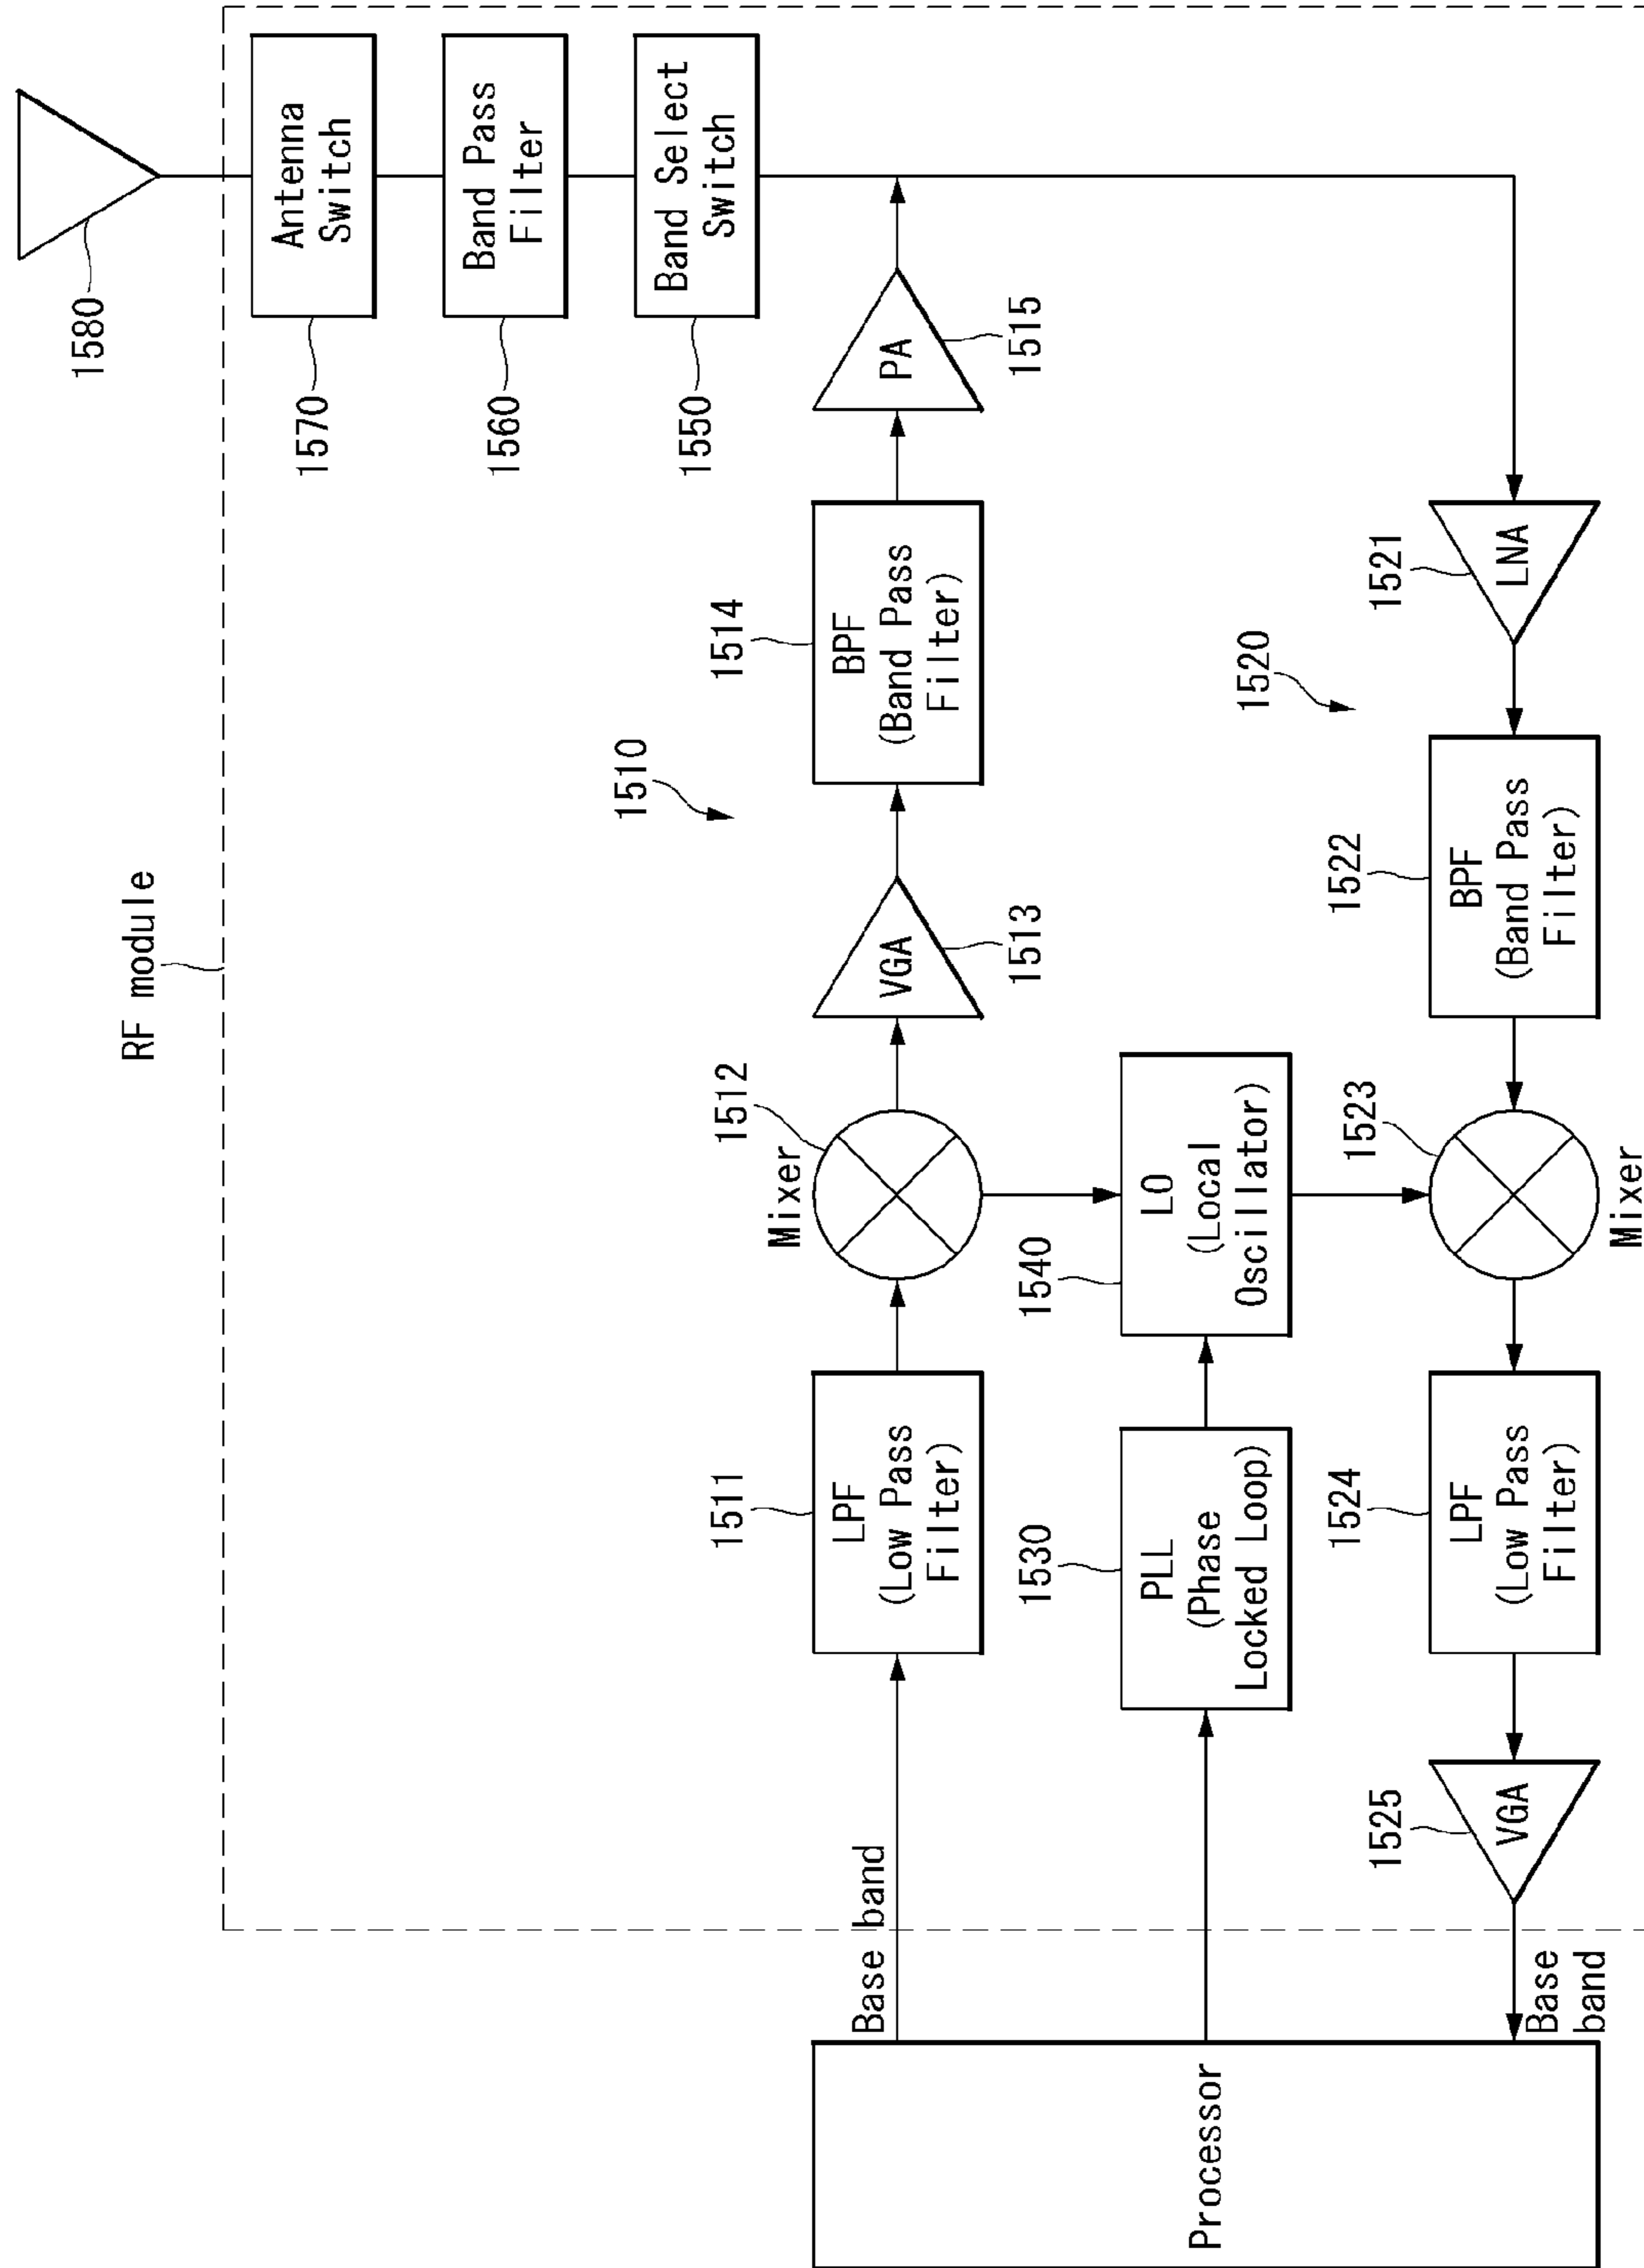 RF module
1580
Antenna
Switch
1570
Band Pass
Filter
1560
Band Select
Switch
1550
1510
1511
LPF
(Low Pass
Filter)
Mixer
1512
VGA
1513
1514
BPF
(Band Pass
Filter)
PA
1515
Base band
Processor
1530
PLL
(Phase
Locked Loop)
1540
LO
(Local
Oscillator)
1520
Base
band
1525
VGA
1524
LPF
(Low Pass
Filter)
1523
Mixer
1522
BPF
(Band Pass
Filter)
1521
LNA